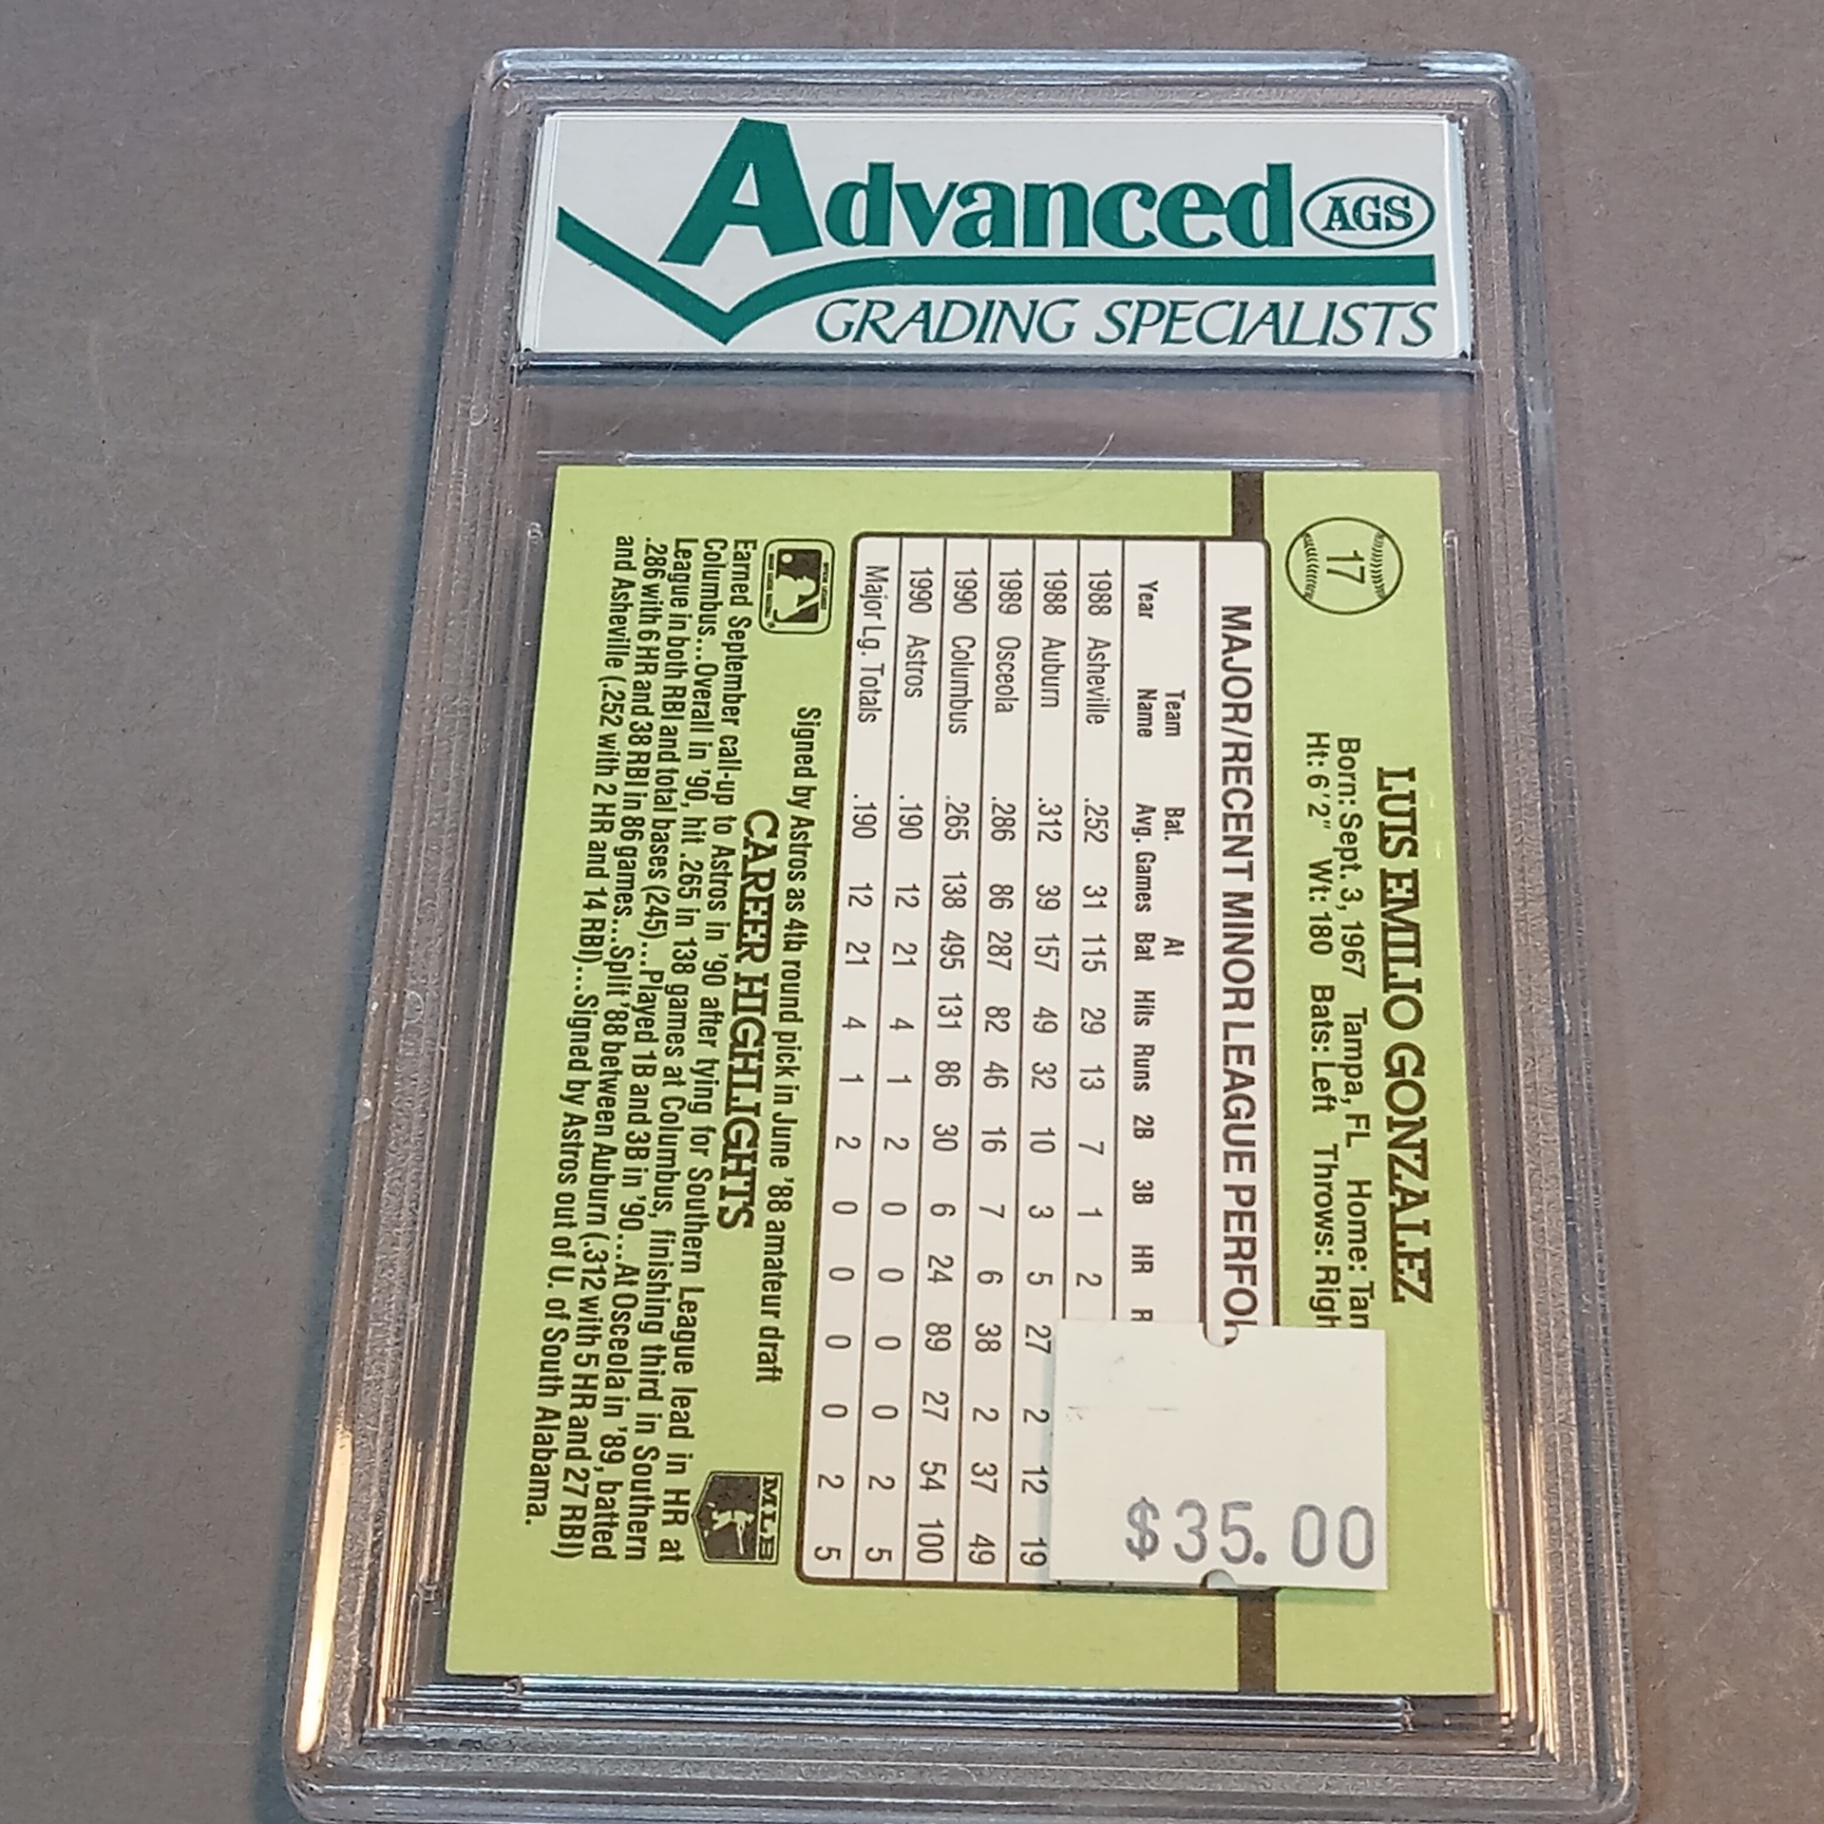 Advanced AGS
GRADING SPECIALISTS
17
LUIS EMILIO GONZALEZ
Born: Sept. 3, 1967 Tampa, FL Home: Tam
Ht: 6'2" Wt: 180 Bats: Left Throws: Righ
MAJOR/RECENT MINOR LEAGUE PERFO
Team Bat. At
Year Name Avg. Games Bat Hits Runs 2B 3B HR R
1988 Asheville .252 31 115 29 13 7 1 2
1988 Auburn .312 39 157 49 32 10 3 5 27 2 12 19
1989 Osceola .286 86 287 82 46 16 7 6 38 2 37 49
1990 Columbus .265 138 495 131 86 30 6 24 89 27 54 100
1990 Astros .190 12 21 4 1 2 0 0 0 0 2 5
Major Lg. Totals .190 12 21 4 1 2 0 0 0 0 2 5
Signed by Astros as 4th round pick in June '88 amateur draft
CAREER HIGHLIGHTS
Earned September call-up to Astros in '90 after tying for Southern League lead in HR at
Columbus...Overall in '90, hit .265 in 138 games at Columbus, finishing third in Southern
League in both RBI and total bases (245)...Played 1B and 3B in '90...At Osceola in '89, batted
.286 with 6 HR and 38 RBI in 86 games...Split '88 between Auburn (.312 with 5 HR and 27 RBI)
and Asheville (.252 with 2 HR and 14 RBI)...Signed by Astros out of U. of South Alabama.
MLB
$35.00